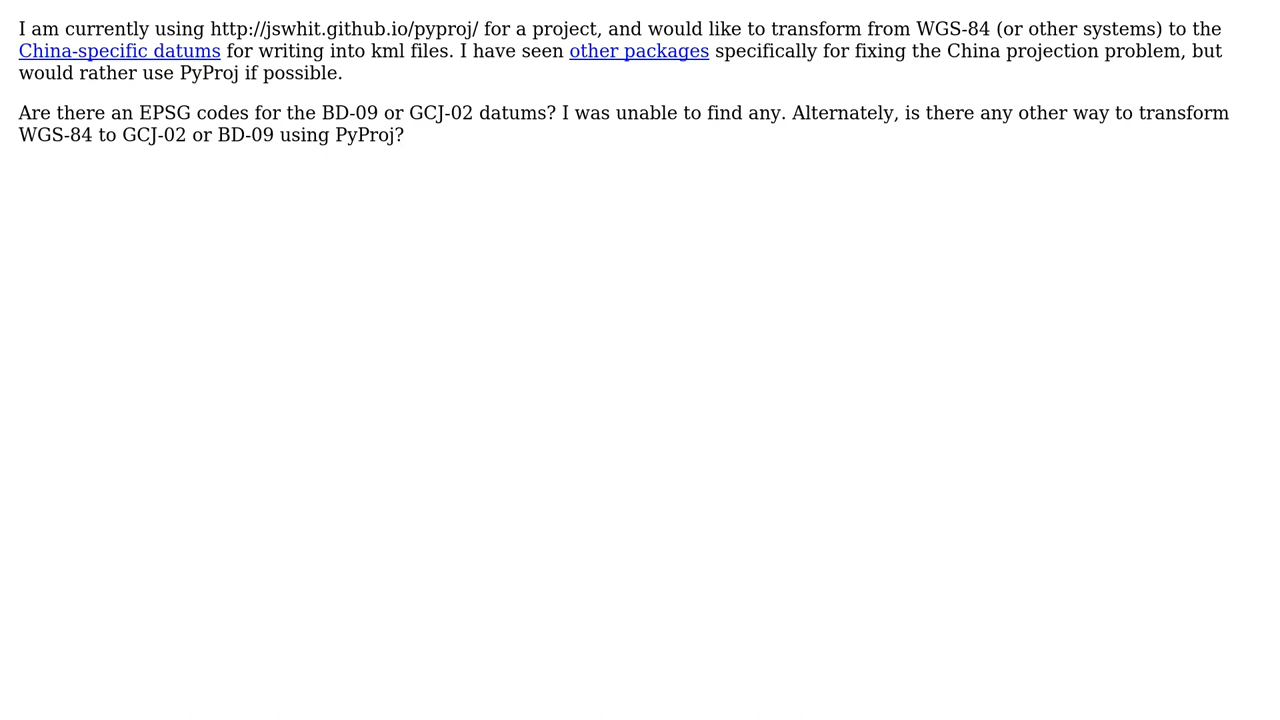 I am currently using http://jswhit.github.io/pyproj/ for a project, and would like to transform from WGS-84 (or other systems) to the
China-specific datums for writing into kml files. I have seen other packages specifically for fixing the China projection problem, but
would rather use PyProj if possible.
Are there an EPSG codes for the BD-09 or GCJ-02 datums? I was unable to find any. Alternately, is there any other way to transform
WGS-84 to GCJ-02 or BD-09 using PyProj?